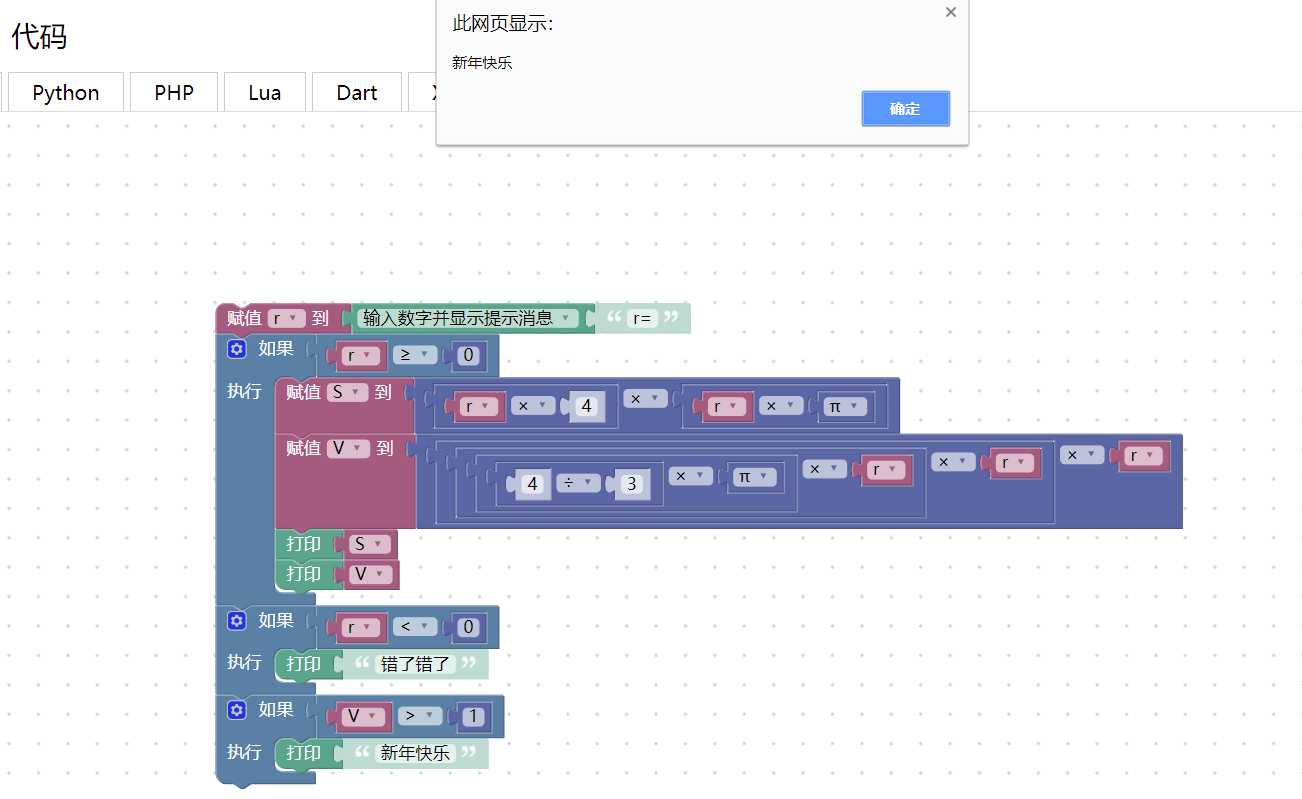 代码
此网页显示：
新年快乐
确定
Python PHP Lua Dart
赋值 r 到 输入数字并显示提示消息 “ r= ”
如果 r ≥ 0
执行 赋值 S 到 r × 4 × r × π
赋值 V 到 4 ÷ 3 × π × r × r × r
打印 S
打印 V
如果 r < 0
执行 打印 “ 错了错了 ”
如果 V > 1
执行 打印 “ 新年快乐 ”